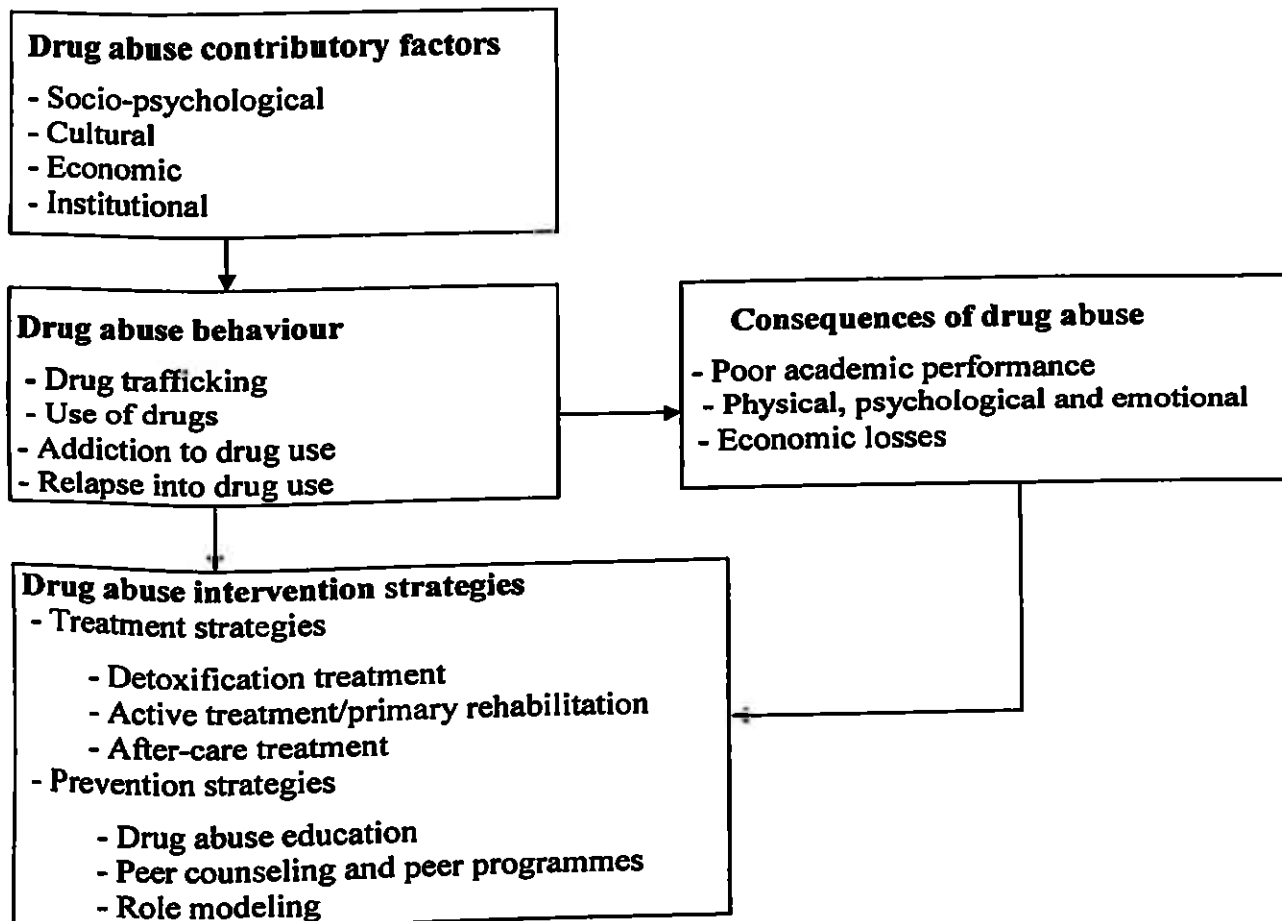 Drug abuse contributory factors
- Socio-psychological
- Cultural
- Economic
- Institutional
Drug abuse behaviour
- Drug trafficking
- Use of drugs
- Addiction to drug use
- Relapse into drug use
Consequences of drug abuse
- Poor academic performance
- Physical, psychological and emotional
- Economic losses
Drug abuse intervention strategies
- Treatment strategies
- Detoxification treatment
- Active treatment/primary rehabilitation
- After-care treatment
- Prevention strategies
- Drug abuse education
- Peer counseling and peer programmes
- Role modeling